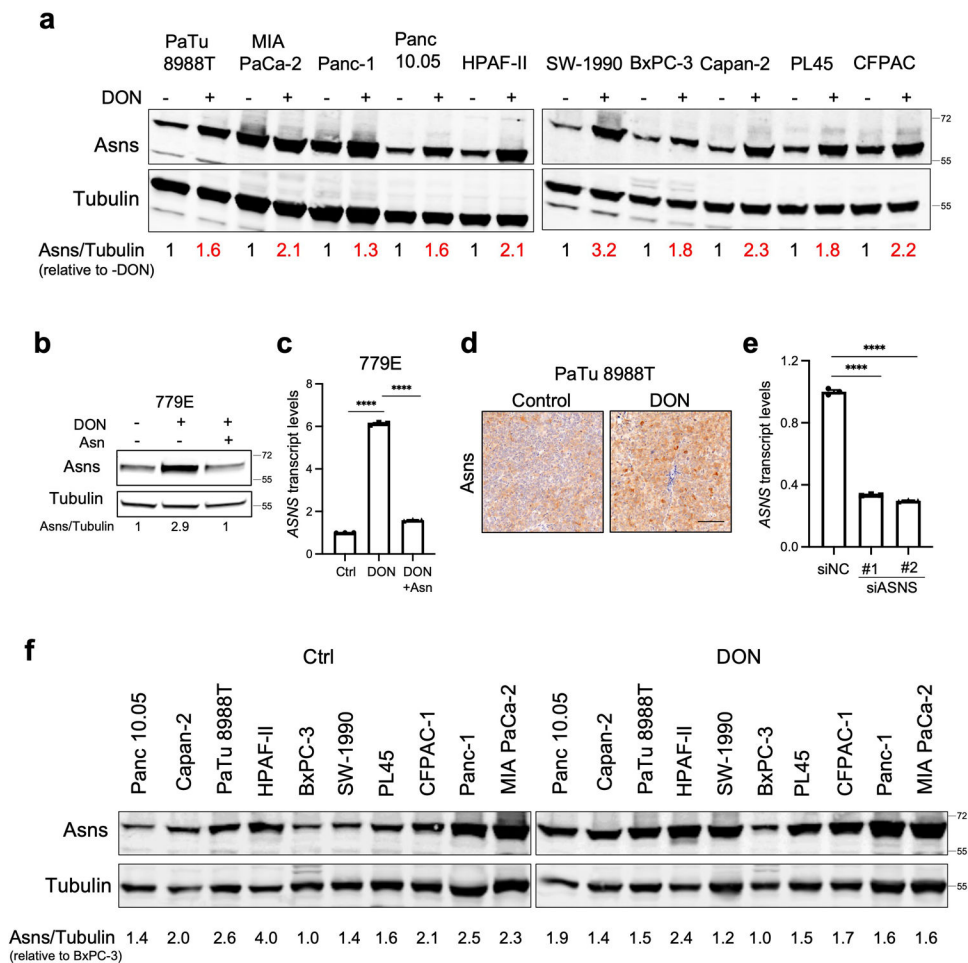 a
PaTu 8988T MIA PaCa-2 Panc-1 Panc 10.05 HPAF-II SW-1990 BxPC-3 Capan-2 PL45 CFPAC
DON - + - + - + - + - + - + - + - + - + - +
Asns 72 55
Tubulin 55
Asns/Tubulin 1 1.6 1 2.1 1 1.3 1 1.6 1 2.1 1 3.2 1 1.8 1 2.3 1 1.8 1 2.2
(relative to -DON)
b
779E
DON - + +
Asn - - +
Asns 72 55
Tubulin 55
Asns/Tubulin 1 2.9 1
c
779E
ASNS transcript levels
8
6
4
2
0
**** ****
Ctrl DON DON +Asn
d
PaTu 8988T
Control DON
Asns
e
ASNS transcript levels
1.2
0.8
0.4
0.0
****
****
siNC #1 #2
siASNS
f
Ctrl DON
Panc 10.05 Capan-2 PaTu 8988T HPAF-II BxPC-3 SW-1990 PL45 CFPAC-1 Panc-1 MIA PaCa-2 Panc 10.05 Capan-2 PaTu 8988T HPAF-II SW-1990 BxPC-3 PL45 CFPAC-1 Panc-1 MIA PaCa-2
Asns 72 55
Tubulin 55
Asns/Tubulin 1.4 2.0 2.6 4.0 1.0 1.4 1.6 2.1 2.5 2.3 1.9 1.4 1.5 2.4 1.2 1.0 1.5 1.7 1.6 1.6
(relative to BxPC-3)